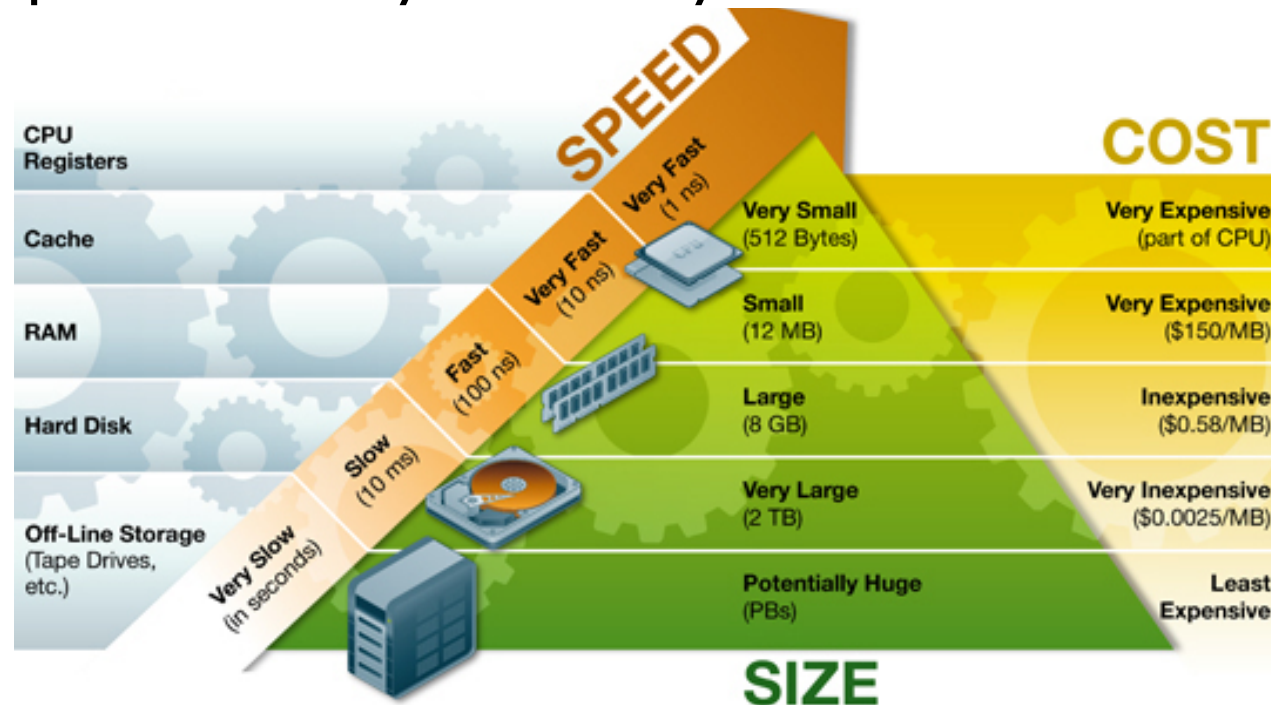 SPEED
COST
CPU
Registers
Very Fast
(1 ns)
Very Small
(512 Bytes)
Very Expensive
(part of CPU)
Cache
Very Fast
(10 ns)
Small
(12 MB)
Very Expensive
($150/MB)
RAM
Fast
(100 ns)
Large
(8 GB)
Inexpensive
($0.58/MB)
Hard Disk
Slow
(10 ms)
Very Large
(2 TB)
Very Inexpensive
($0.0025/MB)
Off-Line Storage
(Tape Drives,
etc.)
Very Slow
(in seconds)
Potentially Huge
(PBs)
Least
Expensive
SIZE
CPU